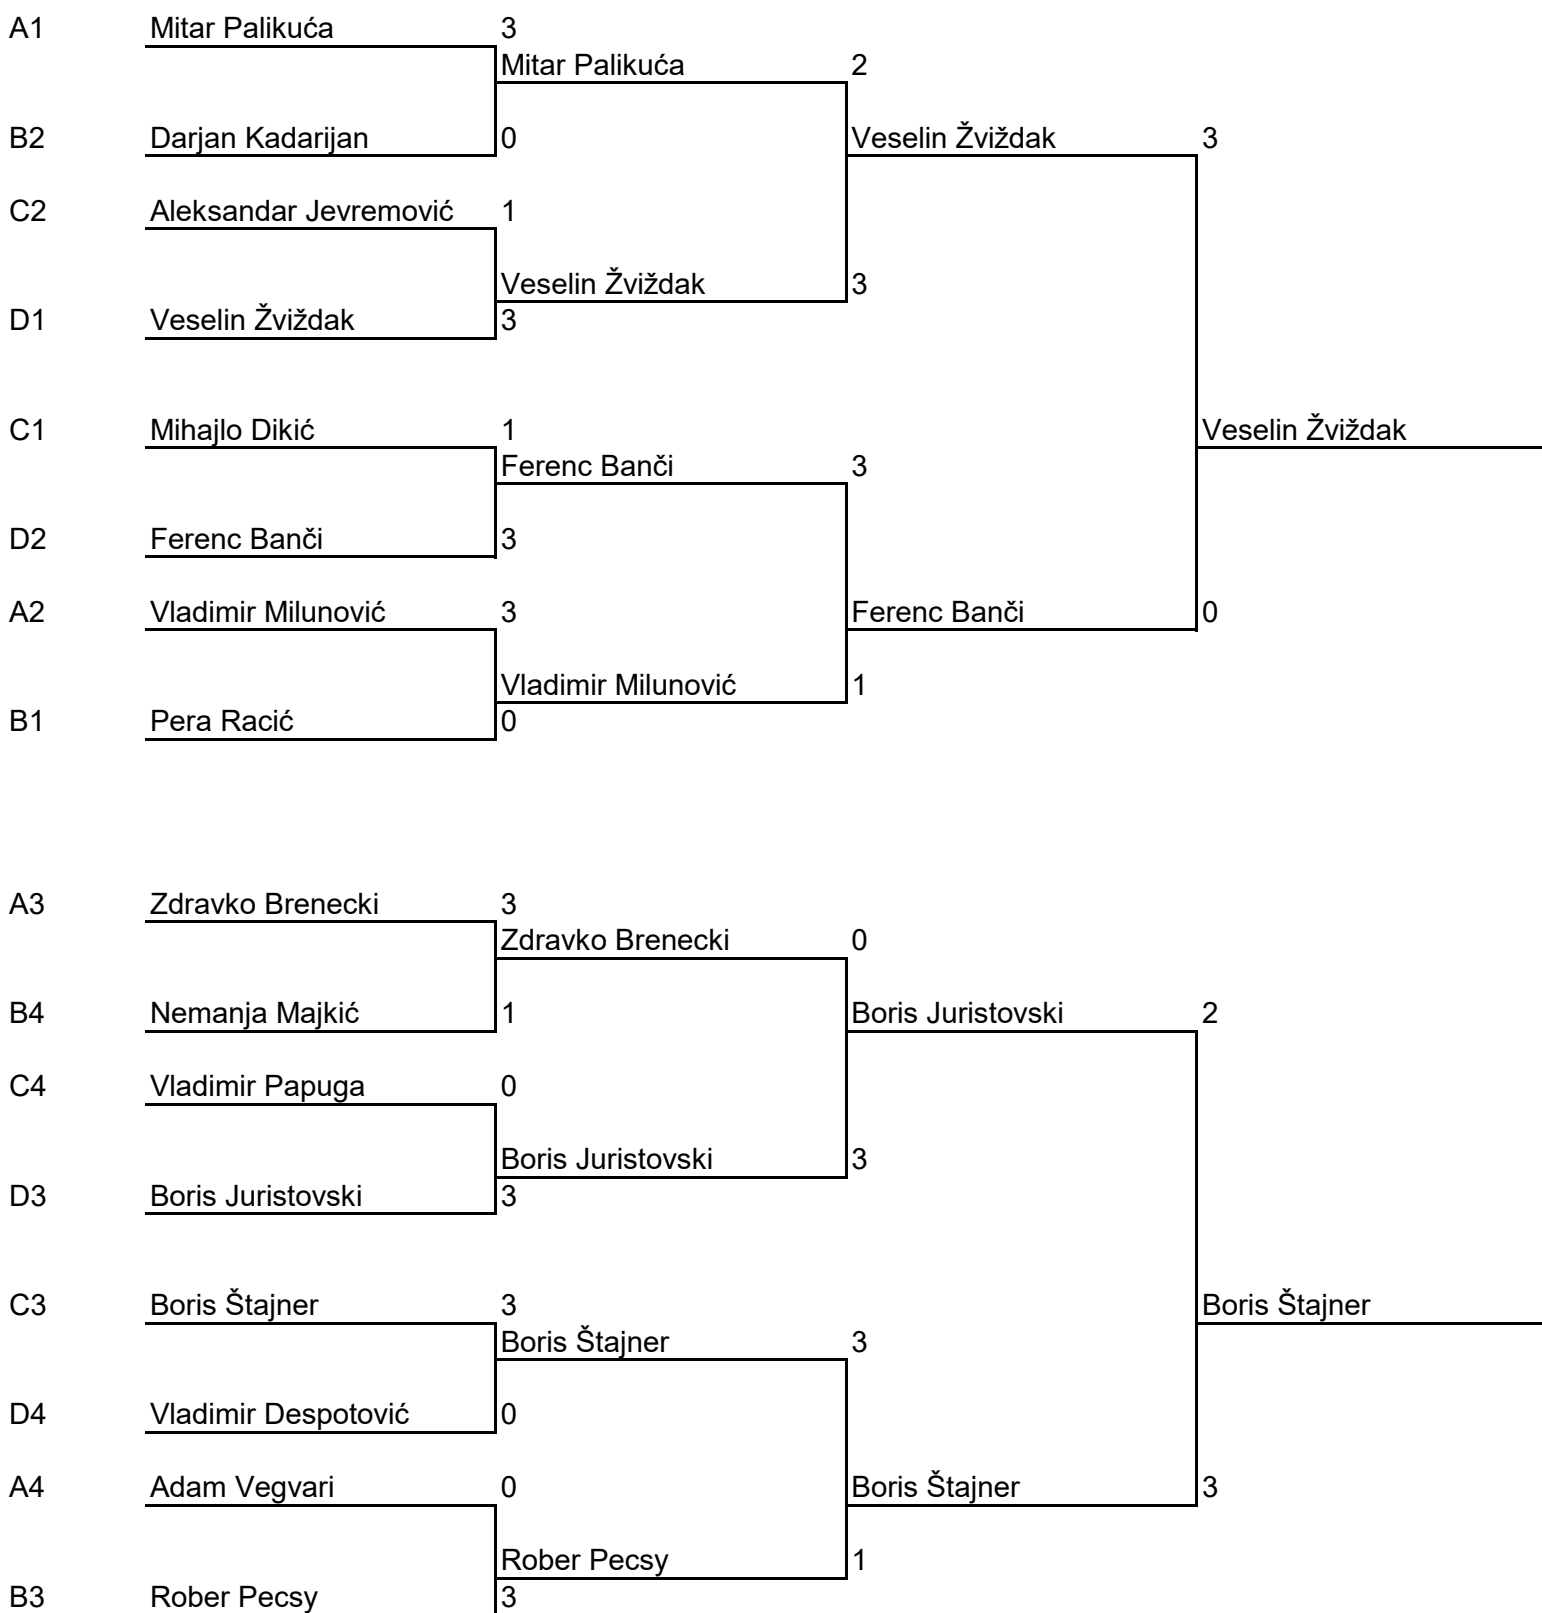 A1 Mitar Palikuća 3
Mitar Palikuća 2
B2 Darjan Kadarijan 0 Veselin Žviždak 3
C2 Aleksandar Jevremović 1
Veselin Žviždak 3
D1 Veselin Žviždak 3
C1 Mihajlo Dikić 1 Veselin Žviždak
Ferenc Banči 3
D2 Ferenc Banči 3
A2 Vladimir Milunović 3 Ferenc Banči 0
Vladimir Milunović 1
B1 Pera Racić 0
A3 Zdravko Brenecki 3
Zdravko Brenecki 0
B4 Nemanja Majkić 1 Boris Juristovski 2
C4 Vladimir Papuga 0
Boris Juristovski 3
D3 Boris Juristovski 3
C3 Boris Štajner 3 Boris Štajner
Boris Štajner 3
D4 Vladimir Despotović 0
A4 Adam Vegvari 0 Boris Štajner 3
Rober Pecsy 1
B3 Rober Pecsy 3